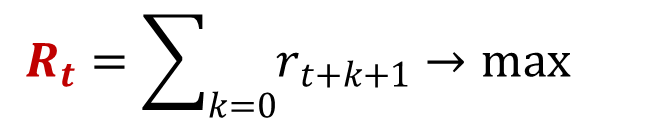 R_t = ∑_{k=0} r_{t+k+1} → max